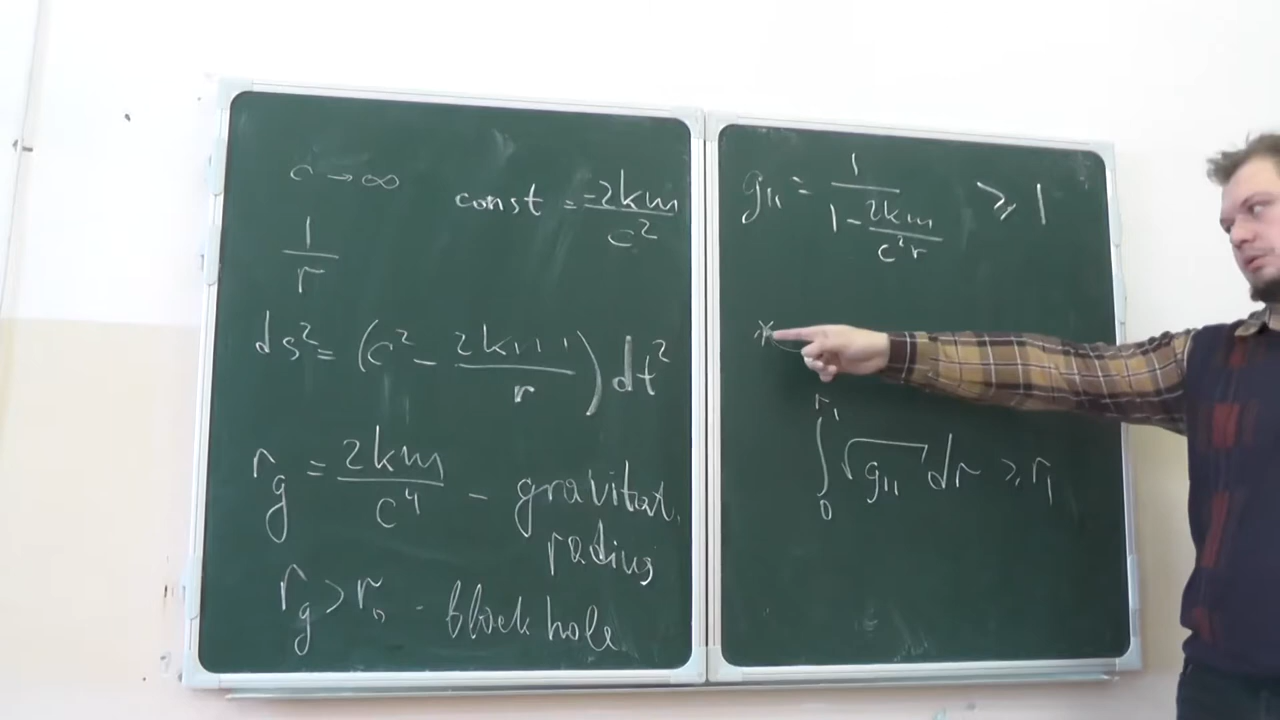 c → ∞
const = -2km/c²
1/r
ds² = (c² - 2km/r) dt²
r_g = 2km/c⁴ - gravitat.
radius
r_g > r₀ - black hole
g₁₁ = 1/(1 - 2km/(c²r)) ⩾ 1
∫₀^r₁ √g₁₁ dr ⩾ r₁